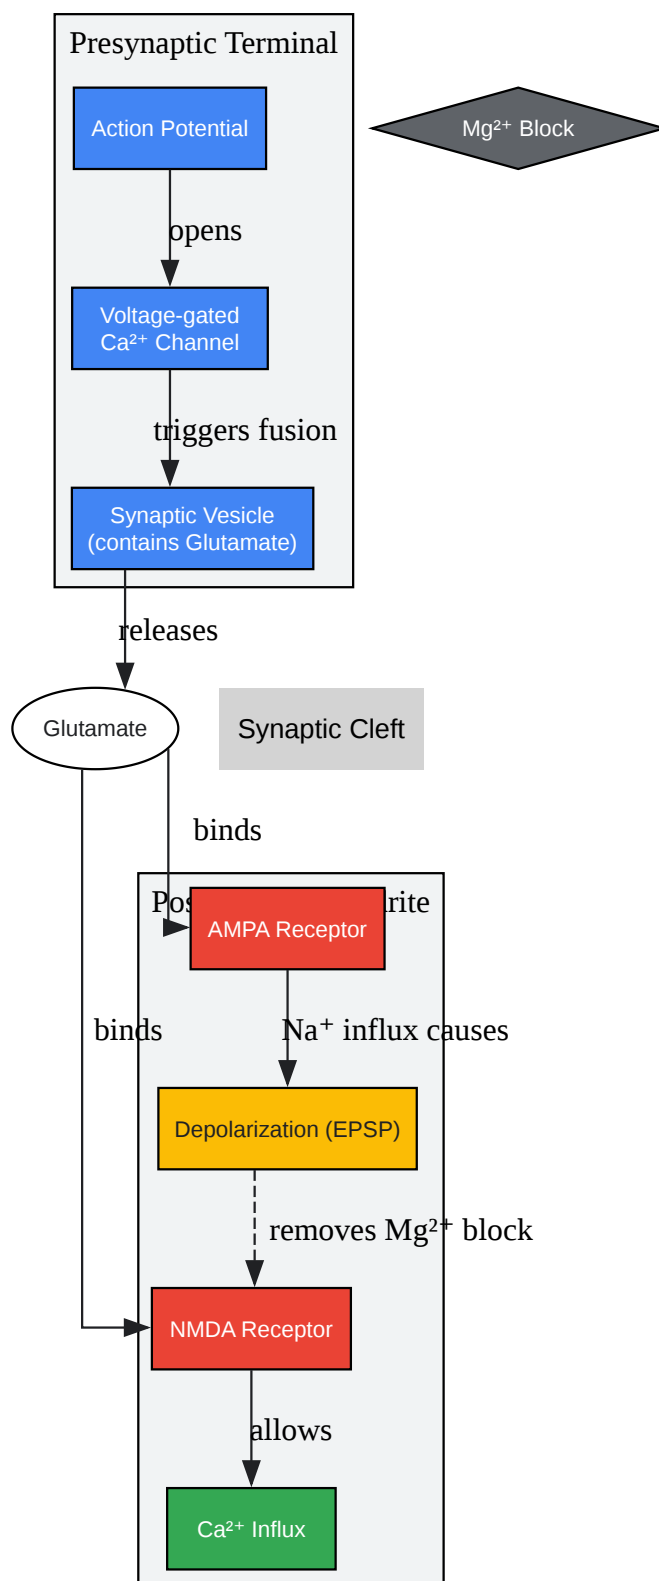 Presynaptic Terminal
Action Potential
Mg²⁺ Block
opens
Voltage-gated
Ca²⁺ Channel
triggers fusion
Synaptic Vesicle
(contains Glutamate)
releases
Glutamate
Synaptic Cleft
binds
AMPA Receptor
binds
Na⁺ influx causes
Depolarization (EPSP)
removes Mg²⁺ block
NMDA Receptor
allows
Ca²⁺ Influx